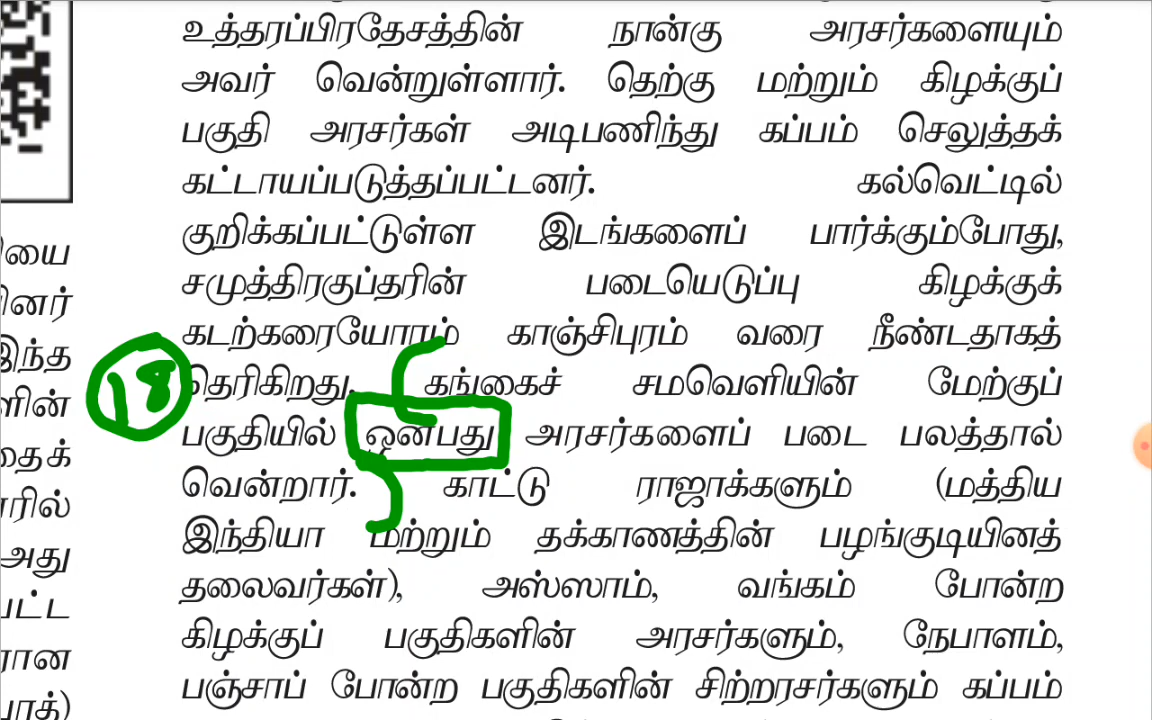 உத்தரப்பிரதேசத்தின் நான்கு அரசர்களையும்
அவர் வென்றுள்ளார். தெற்கு மற்றும் கிழக்குப்
பகுதி அரசர்கள் அடிபணிந்து கப்பம் செலுத்தக்
கட்டாயப்படுத்தப்பட்டனர். கல்வெட்டில்
குறிக்கப்பட்டுள்ள இடங்களைப் பார்க்கும்போது,
சமுத்திரகுப்தரின் படையெடுப்பு கிழக்குக்
கடற்கரையோரம் காஞ்சிபுரம் வரை நீண்டதாகத்
தெரிகிறது. கங்கைச் சமவெளியின் மேற்குப்
பகுதியில் ஒன்பது அரசர்களைப் படை பலத்தால்
வென்றார். காட்டு ராஜாக்களும் (மத்திய
இந்தியா மற்றும் தக்காணத்தின் பழங்குடியினத்
தலைவர்கள்), அஸ்ஸாம், வங்கம் போன்ற
கிழக்குப் பகுதிகளின் அரசர்களும், நேபாளம்,
பஞ்சாப் போன்ற பகுதிகளின் சிற்றரசர்களும் கப்பம்
18
இந்த
அது